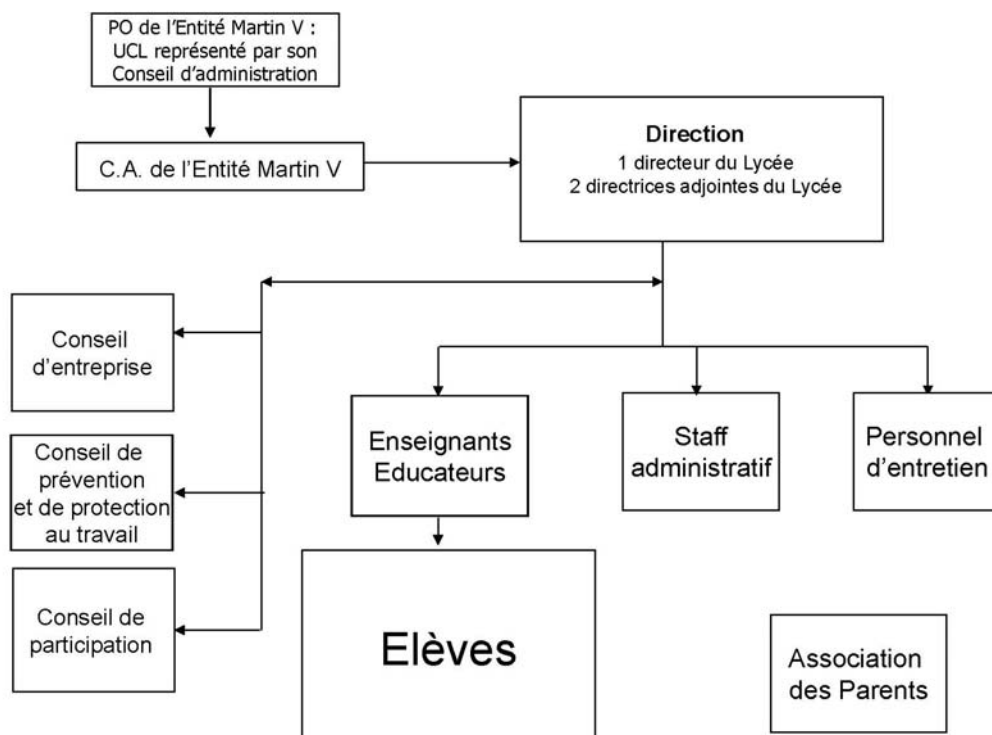 PO de l'Entité Martin V :
UCL représenté par son
Conseil d'administration
C.A. de l'Entité Martin V
Direction
1 directeur du Lycée
2 directrices adjointes du Lycée
Conseil
d'entreprise
Conseil de
prévention
et de protection
au travail
Conseil de
participation
Enseignants
Educateurs
Staff
administratif
Personnel
d'entretien
Elèves
Association
des Parents